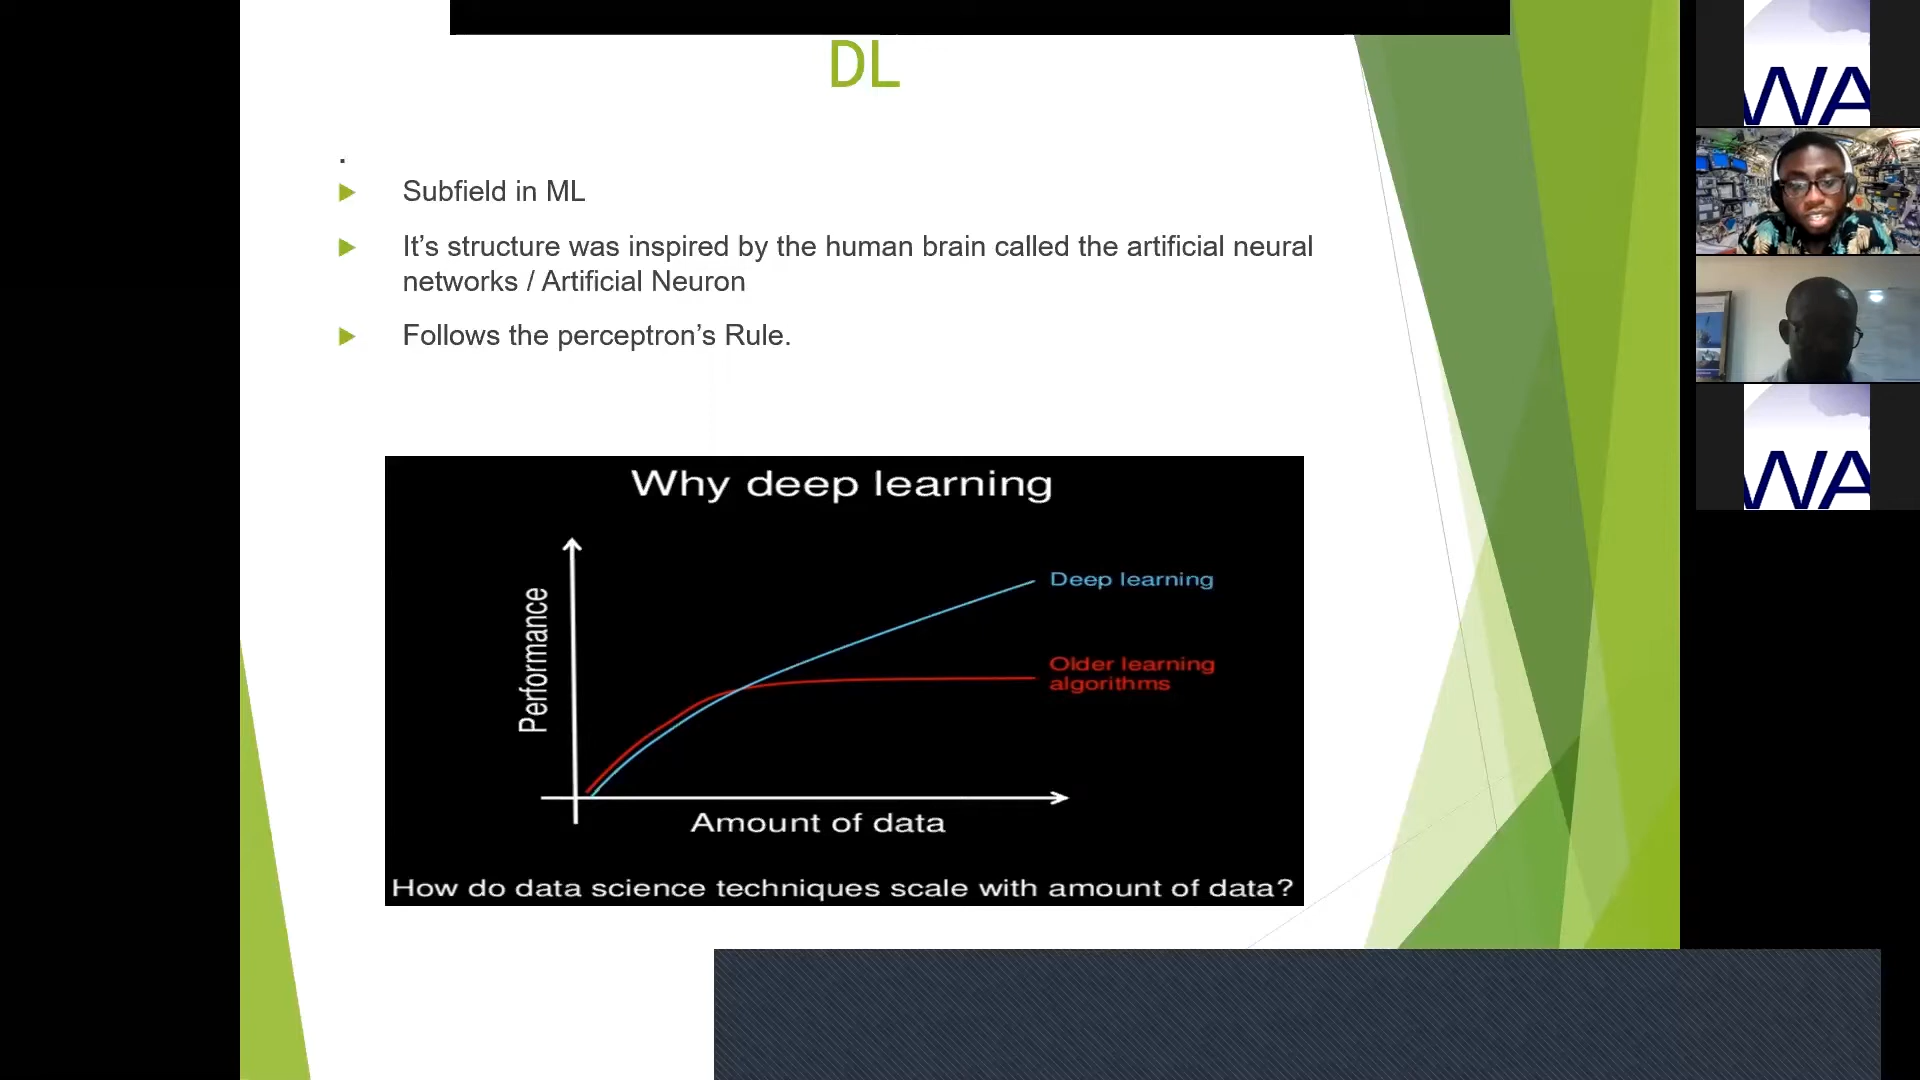 DL
.
Subfield in ML
It’s structure was inspired by the human brain called the artificial neural
networks / Artificial Neuron
Follows the perceptron’s Rule.
Why deep learning
Performance
Deep learning
Older learning
algorithms
Amount of data
How do data science techniques scale with amount of data?
WA
WA